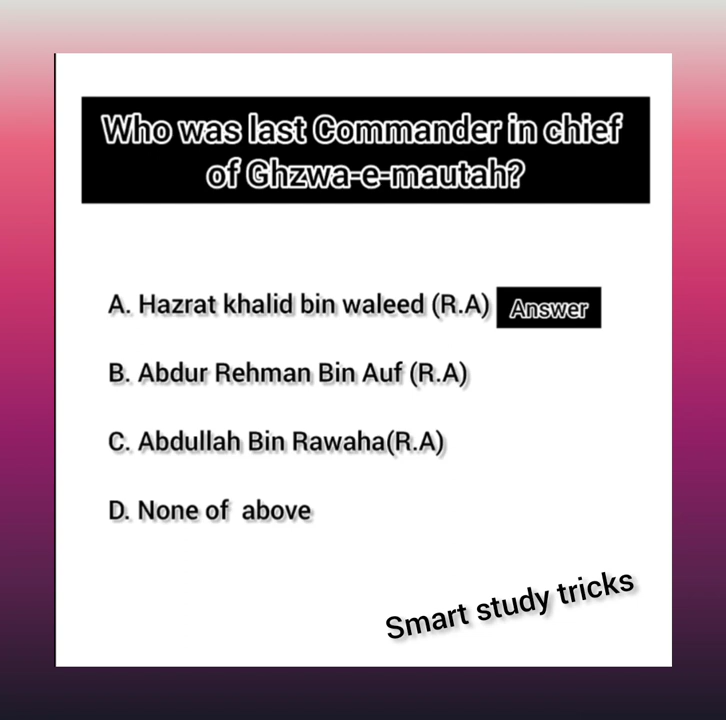 Who was last Commander in chief
of Ghzwa-e-mautah?
A. Hazrat khalid bin waleed (R.A) Answer
B. Abdur Rehman Bin Auf (R.A)
C. Abdullah Bin Rawaha(R.A)
D. None of above
Smart study tricks